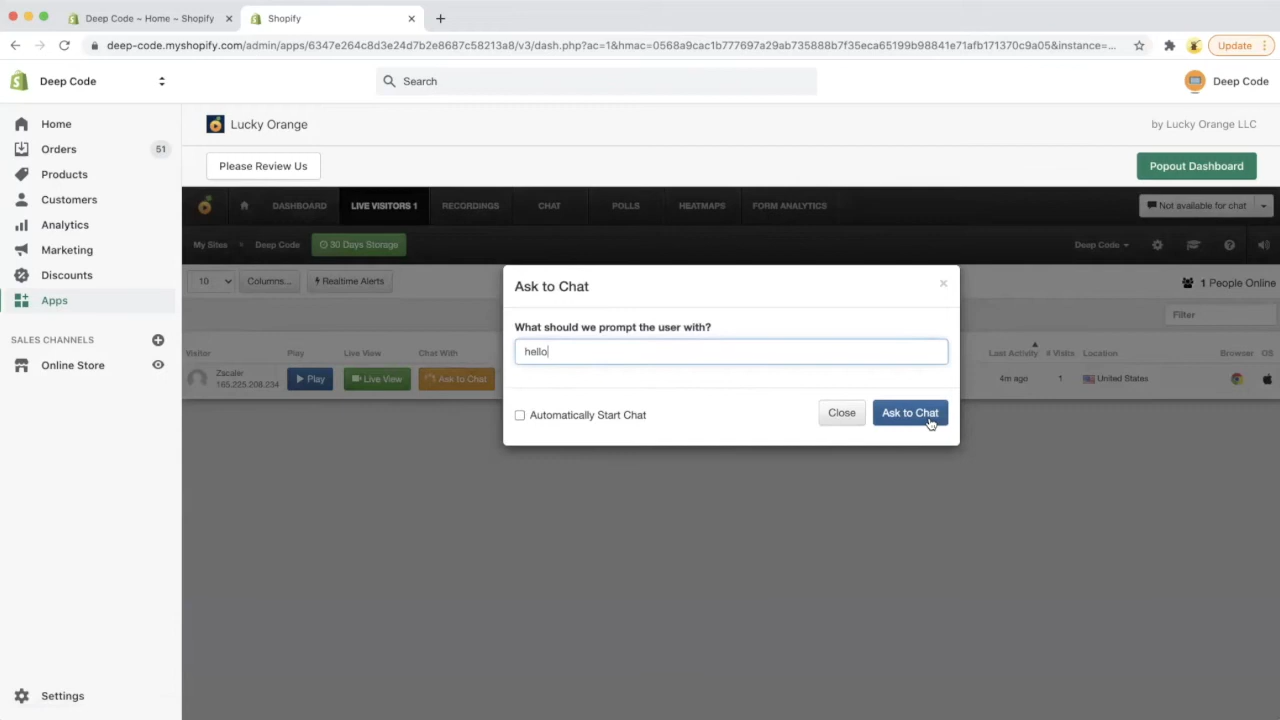 Deep Code ~ Home ~ Shopify
Shopify
deep-code.myshopify.com/admin/apps/6347e264c8d3e24d7b2e8687c58213a8/v3/dash.php?ac=1&hmac=0568a9cac1b777697a29ab735888b7f35eca65199b98841e71afb171370c9a05&instance=...
Update
Deep Code
Search
Deep Code
Home
Orders
51
Products
Customers
Analytics
Marketing
Discounts
Apps
SALES CHANNELS
Online Store
Settings
Lucky Orange
by Lucky Orange LLC
Please Review Us
Popout Dashboard
DASHBOARD
LIVE VISITORS 1
RECORDINGS
CHAT
POLLS
HEATMAPS
FORM ANALYTICS
Not available for chat
My Sites
Deep Code
30 Days Storage
Deep Code
10
Columns...
Realtime Alerts
1 People Online
Filter
Visitor
Play
Live View
Chat With
Last Activity
# Visits
Location
Browser
OS
Zscaler
165.225.208.234
Play
Live View
Ask to Chat
4m ago
1
United States
Ask to Chat
×
What should we prompt the user with?
hello
Automatically Start Chat
Close
Ask to Chat